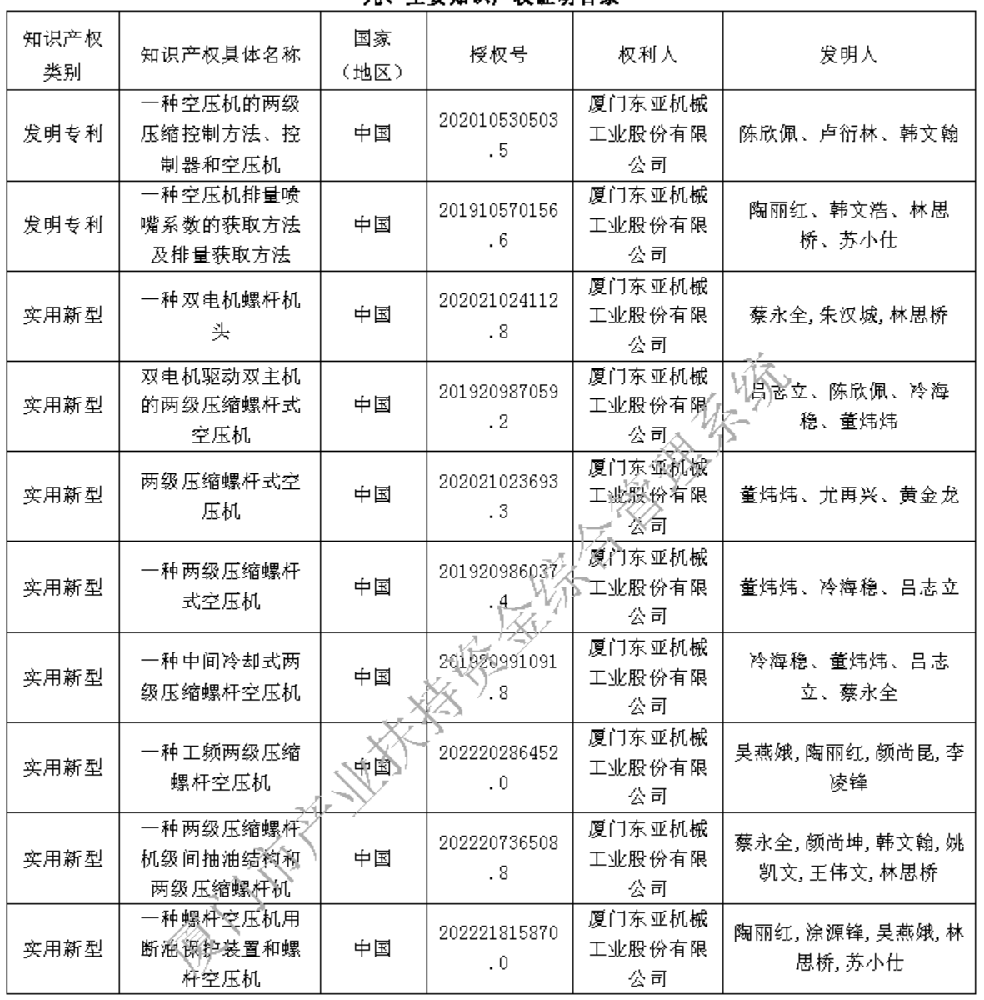 九、主要知识产权证明目录
知识产权
类别
知识产权具体名称
国家
（地区）
授权号
权利人
发明人
发明专利
一种空压机的两级
压缩控制方法、控
制器和空压机
中国
202010530503
.5
厦门东亚机械
工业股份有限
公司
陈欣佩、卢衍林、韩文翰
发明专利
一种空压机排量喷
嘴系数的获取方法
及排量获取方法
中国
201910570156
.6
厦门东亚机械
工业股份有限
公司
陶丽红、韩文浩、林思
桥、苏小仕
实用新型
一种双电机螺杆机
头
中国
202021024112
.8
厦门东亚机械
工业股份有限
公司
蔡永全,朱汉城,林思桥
实用新型
双电机驱动双主机
的两级压缩螺杆式
空压机
中国
201920987059
.2
厦门东亚机械
工业股份有限
公司
吕志立、陈欣佩、冷海
稳、董炜炜
实用新型
两级压缩螺杆式空
压机
中国
202021023693
.3
厦门东亚机械
工业股份有限
公司
董炜炜、尤再兴、黄金龙
实用新型
一种两级压缩螺杆
式空压机
中国
201920986037
.4
厦门东亚机械
工业股份有限
公司
董炜炜、冷海稳、吕志立
实用新型
一种中间冷却式两
级压缩螺杆空压机
中国
201920991091
.8
厦门东亚机械
工业股份有限
公司
冷海稳、董炜炜、吕志
立、蔡永全
实用新型
一种工频两级压缩
螺杆空压机
中国
202220286452
.0
厦门东亚机械
工业股份有限
公司
吴燕娥,陶丽红,颜尚昆,李
凌锋
实用新型
一种两级压缩螺杆
机级间抽油结构和
两级压缩螺杆机
中国
202220736508
.8
厦门东亚机械
工业股份有限
公司
蔡永全,颜尚坤,韩文翰,姚
凯文,王伟文,林思桥
实用新型
一种螺杆空压机用
断油保护装置和螺
杆空压机
中国
202221815870
.0
厦门东亚机械
工业股份有限
公司
陶丽红,涂源锋,吴燕娥,林
思桥,苏小仕
厦门市产业扶持资金综合管理系统